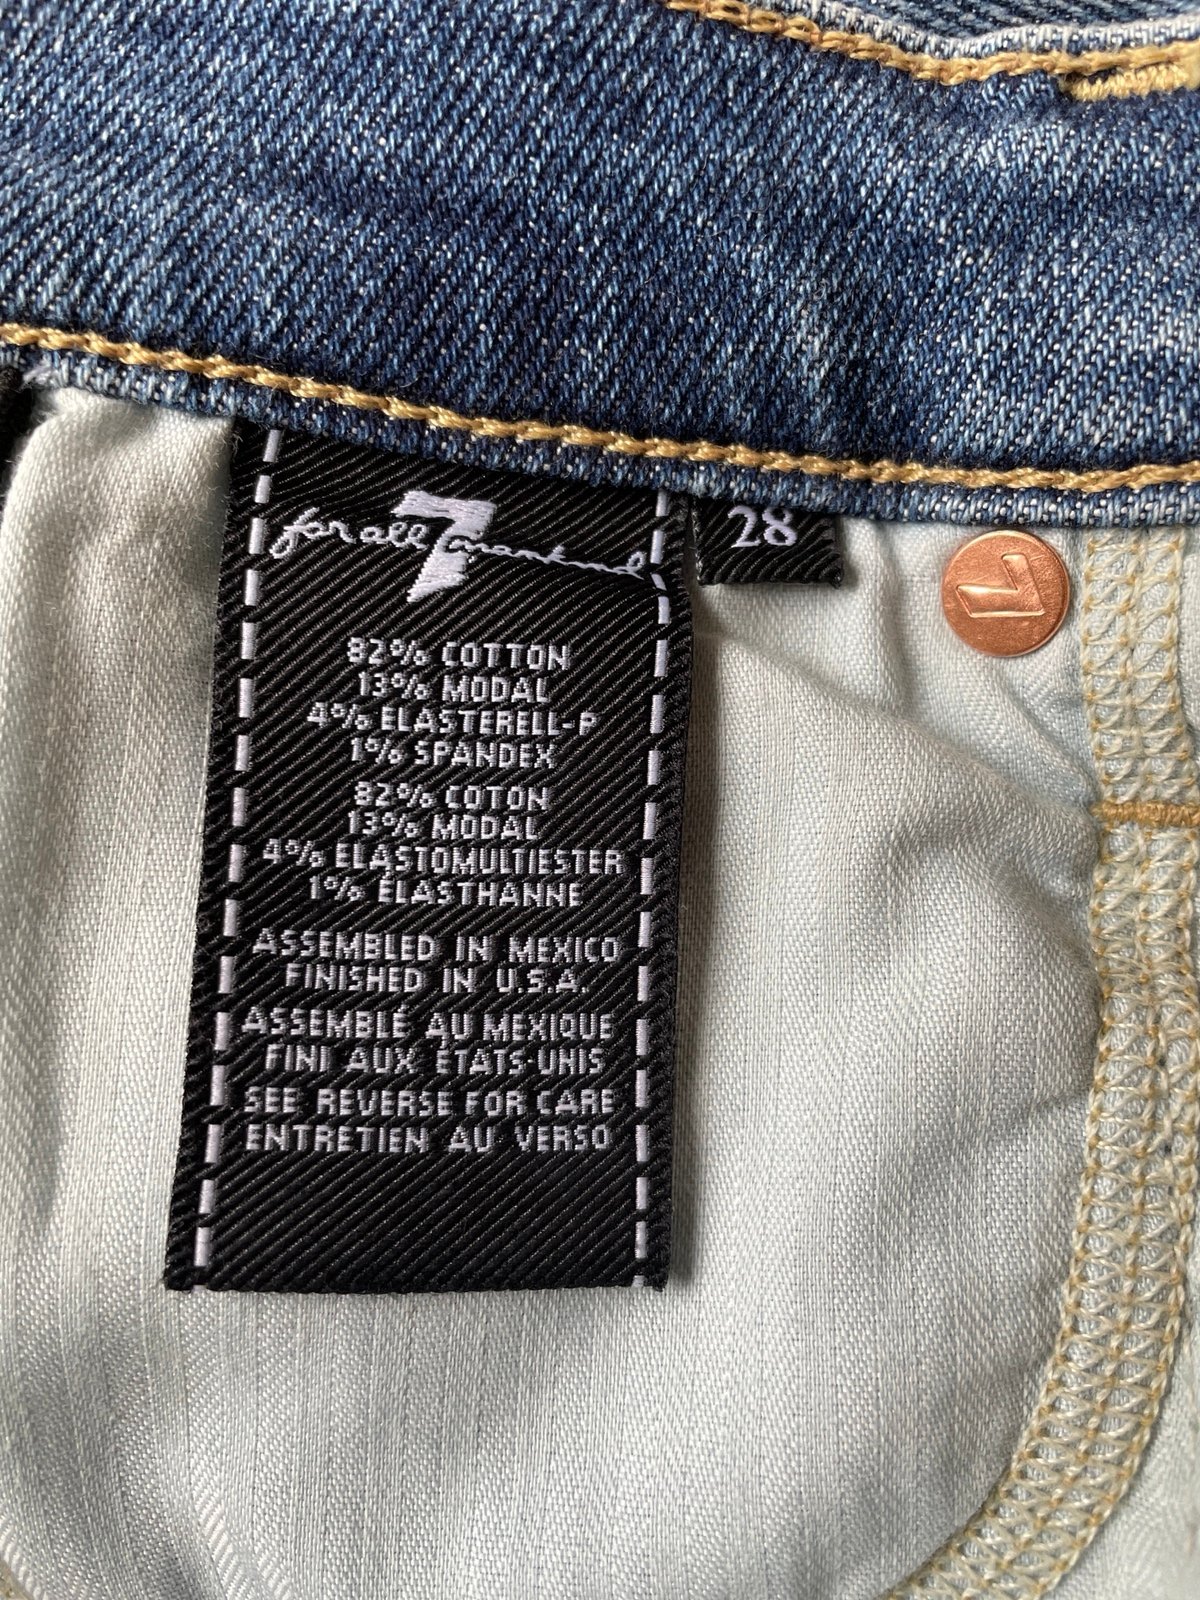 for all 7 mankind
28
7
82% COTTON
13% MODAL
4% ELASTERELL-P
1% SPANDEX
82% COTON
13% MODAL
4% ÉLASTOMULTIESTER
1% ÉLASTHANNE
ASSEMBLED IN MEXICO
FINISHED IN U.S.A.
ASSEMBLÉ AU MEXIQUE
FINI AUX ÉTATS-UNIS
SEE REVERSE FOR CARE
ENTRETIEN AU VERSO